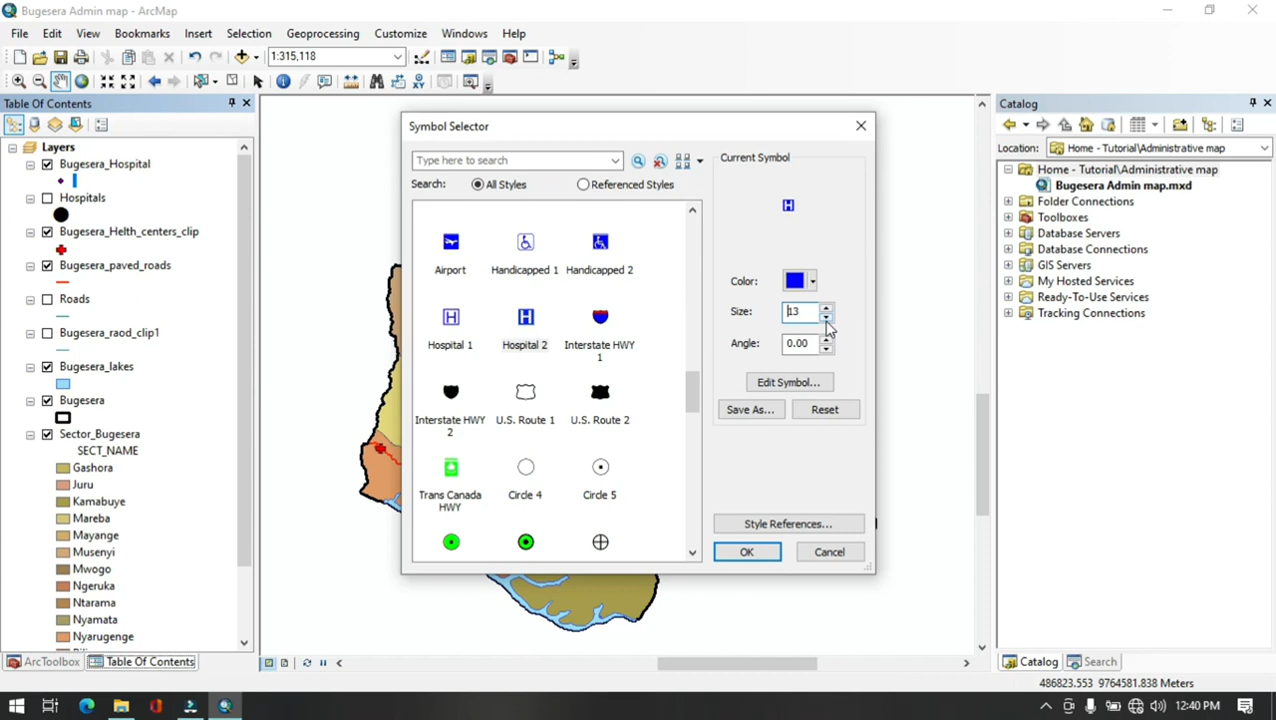 Bugesera Admin map - ArcMap
File Edit View Bookmarks Insert Selection Geoprocessing Customize Windows Help
1:315,118
Table Of Contents
Layers
Bugesera_Hospital
Hospitals
Bugesera_Helth_centers_clip
Bugesera_paved_roads
Roads
Bugesera_raod_clip1
Bugesera_lakes
Bugesera
Sector_Bugesera
SECT_NAME
Gashora
Juru
Kamabuye
Mareba
Mayange
Musenyi
Mwogo
Ngeruka
Ntarama
Nyamata
Nyarugenge
ArcToolbox Table Of Contents
Symbol Selector
Type here to search
Search: All Styles Referenced Styles
Airport Handicapped 1 Handicapped 2
Hospital 1 Hospital 2 Interstate HWY
1
Interstate HWY U.S. Route 1 U.S. Route 2
2
Trans Canada Circle 4 Circle 5
HWY
Current Symbol
H
Color:
Size: 13
Angle: 0.00
Edit Symbol...
Save As... Reset
Style References...
OK Cancel
Catalog
Location: Home - Tutorial\Administrative map
Home - Tutorial\Administrative map
Bugesera Admin map.mxd
Folder Connections
Toolboxes
Database Servers
Database Connections
GIS Servers
My Hosted Services
Ready-To-Use Services
Tracking Connections
Catalog Search
486823.553 9764581.838 Meters
12:40 PM